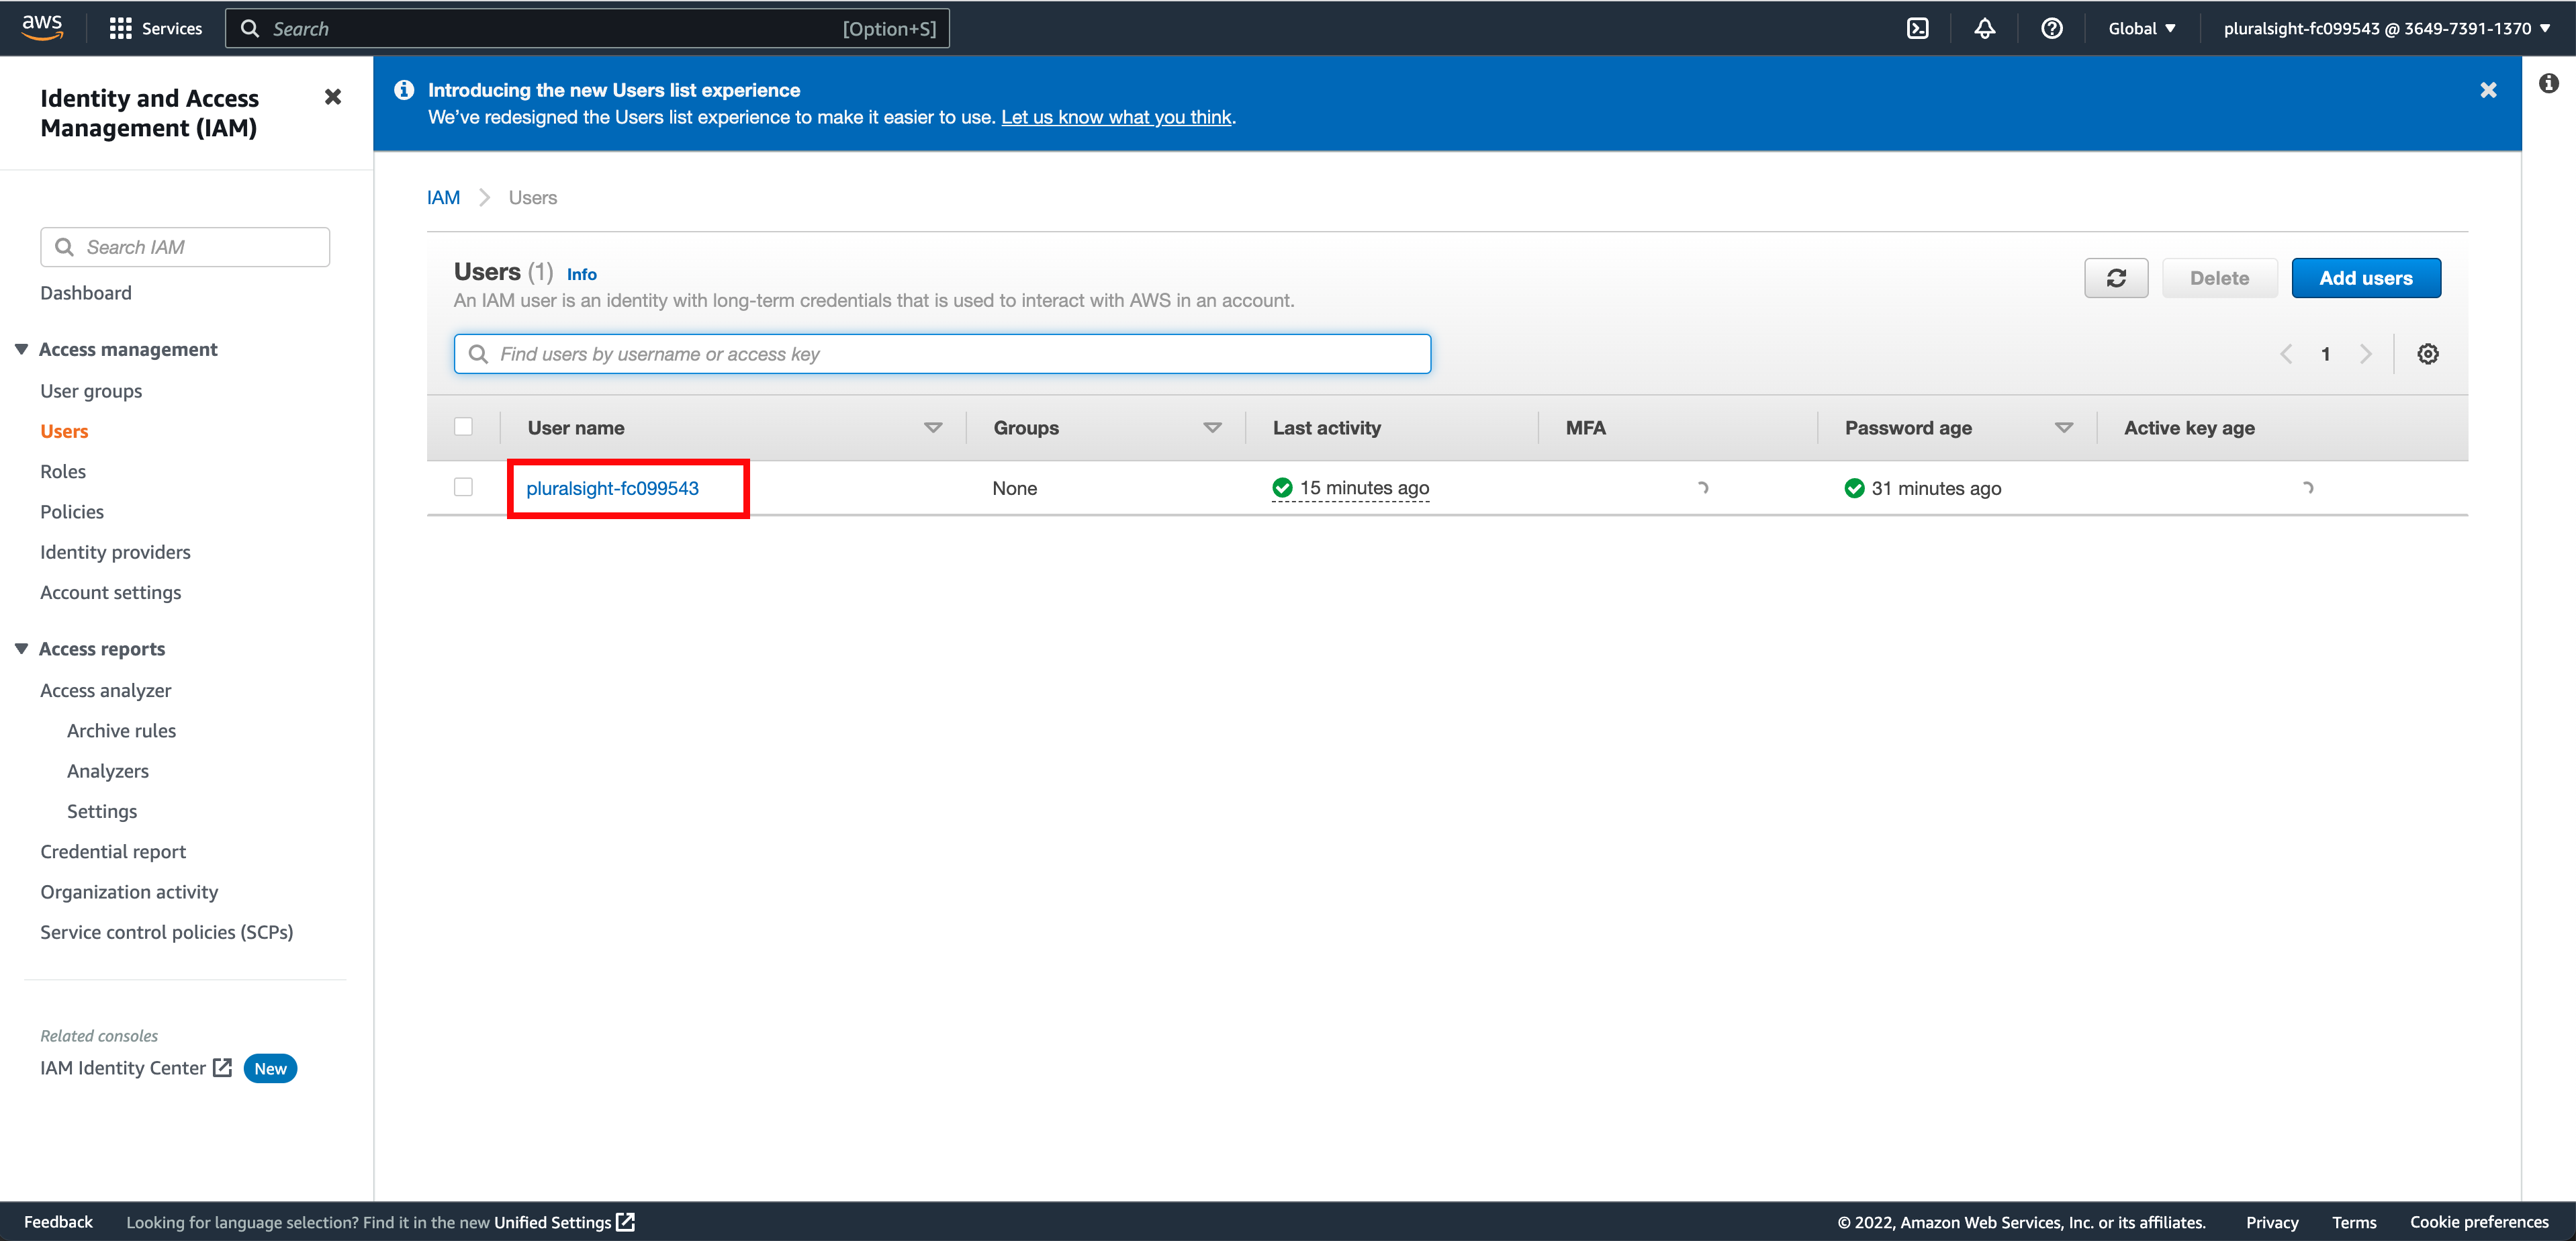 aws
Services
Search
[Option+S]
Global
pluralsight-fc099543 @ 3649-7391-1370
Identity and Access
Management (IAM)
Search IAM
Dashboard
Access management
User groups
Users
Roles
Policies
Identity providers
Account settings
Access reports
Access analyzer
Archive rules
Analyzers
Settings
Credential report
Organization activity
Service control policies (SCPs)
Related consoles
IAM Identity Center New
Introducing the new Users list experience
We've redesigned the Users list experience to make it easier to use. Let us know what you think.
IAM Users
Users (1) Info
An IAM user is an identity with long-term credentials that is used to interact with AWS in an account.
Delete
Add users
Find users by username or access key
1
User name Groups Last activity MFA Password age Active key age
pluralsight-fc099543 None 15 minutes ago 31 minutes ago
Feedback Looking for language selection? Find it in the new Unified Settings
© 2022, Amazon Web Services, Inc. or its affiliates. Privacy Terms Cookie preferences